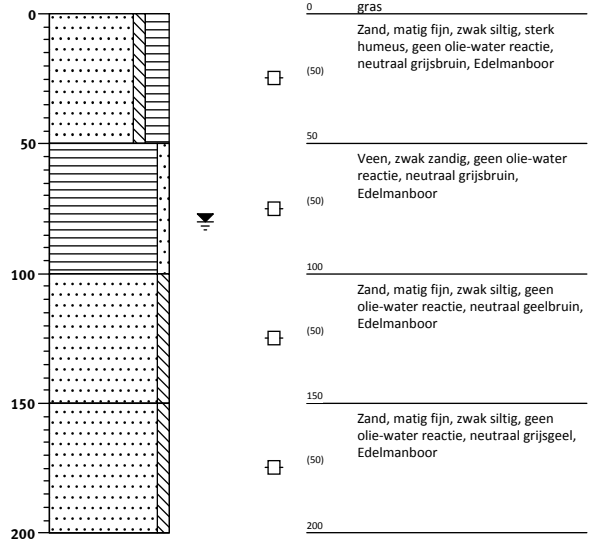 0
50
100
150
200
0
gras
Zand, matig fijn, zwak siltig, sterk
humeus, geen olie-water reactie,
neutraal grijsbruin, Edelmanboor
(50)
50
Veen, zwak zandig, geen olie-water
reactie, neutraal grijsbruin,
Edelmanboor
(50)
100
Zand, matig fijn, zwak siltig, geen
olie-water reactie, neutraal geelbruin,
Edelmanboor
(50)
150
Zand, matig fijn, zwak siltig, geen
olie-water reactie, neutraal grijsgeel,
Edelmanboor
(50)
200